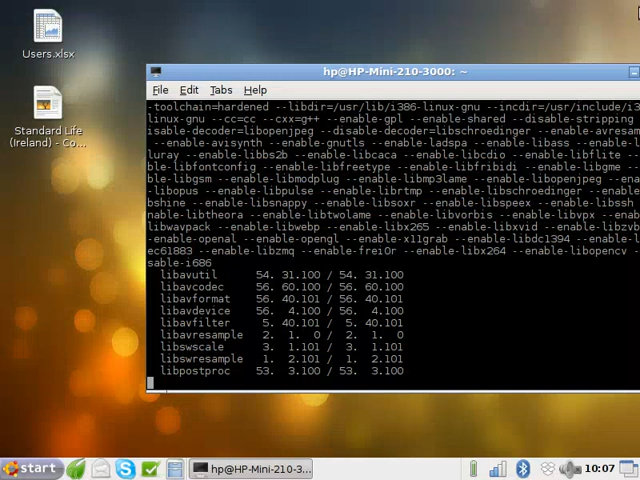 Users.xlsx
Standard Life
(Ireland) - Co...
hp@HP-Mini-210-3000: ~
File Edit Tabs Help
-toolchain=hardened --libdir=/usr/lib/i386-linux-gnu --incdir=/usr/include/i3
linux-gnu --cc=cc --cxx=g++ --enable-gpl --enable-shared --disable-stripping
isable-decoder=libopenjpeg --disable-decoder=libschroedinger --enable-avresam
--enable-avisynth --enable-gnutls --enable-ladspa --enable-libass --enable-l
luray --enable-libbs2b --enable-libcaca --enable-libcdio --enable-libflite --
ble-libfontconfig --enable-libfreetype --enable-libfribidi --enable-libgme --
ble-libgsm --enable-libmodplug --enable-libmp3lame --enable-libopenjpeg --ena
-libopus --enable-libpulse --enable-librtmp --enable-libschroedinger --enable
bshine --enable-libsnappy --enable-libsoxr --enable-libspeex --enable-libssh
nable-libtheora --enable-libtwolame --enable-libvorbis --enable-libvpx --enab
libwavpack --enable-libwebp --enable-libx265 --enable-libxvid --enable-libzvb
-enable-openal --enable-opengl --enable-x11grab --enable-libdc1394 --enable-l
ec61883 --enable-libzmq --enable-frei0r --enable-libx264 --enable-libopencv -
sable-i686
libavutil 54. 31.100 / 54. 31.100
libavcodec 56. 60.100 / 56. 60.100
libavformat 56. 40.101 / 56. 40.101
libavdevice 56. 4.100 / 56. 4.100
libavfilter 5. 40.101 / 5. 40.101
libavresample 2. 1. 0 / 2. 1. 0
libswscale 3. 1.101 / 3. 1.101
libswresample 1. 2.101 / 1. 2.101
libpostproc 53. 3.100 / 53. 3.100
start hp@HP-Mini-210-3... 10:07